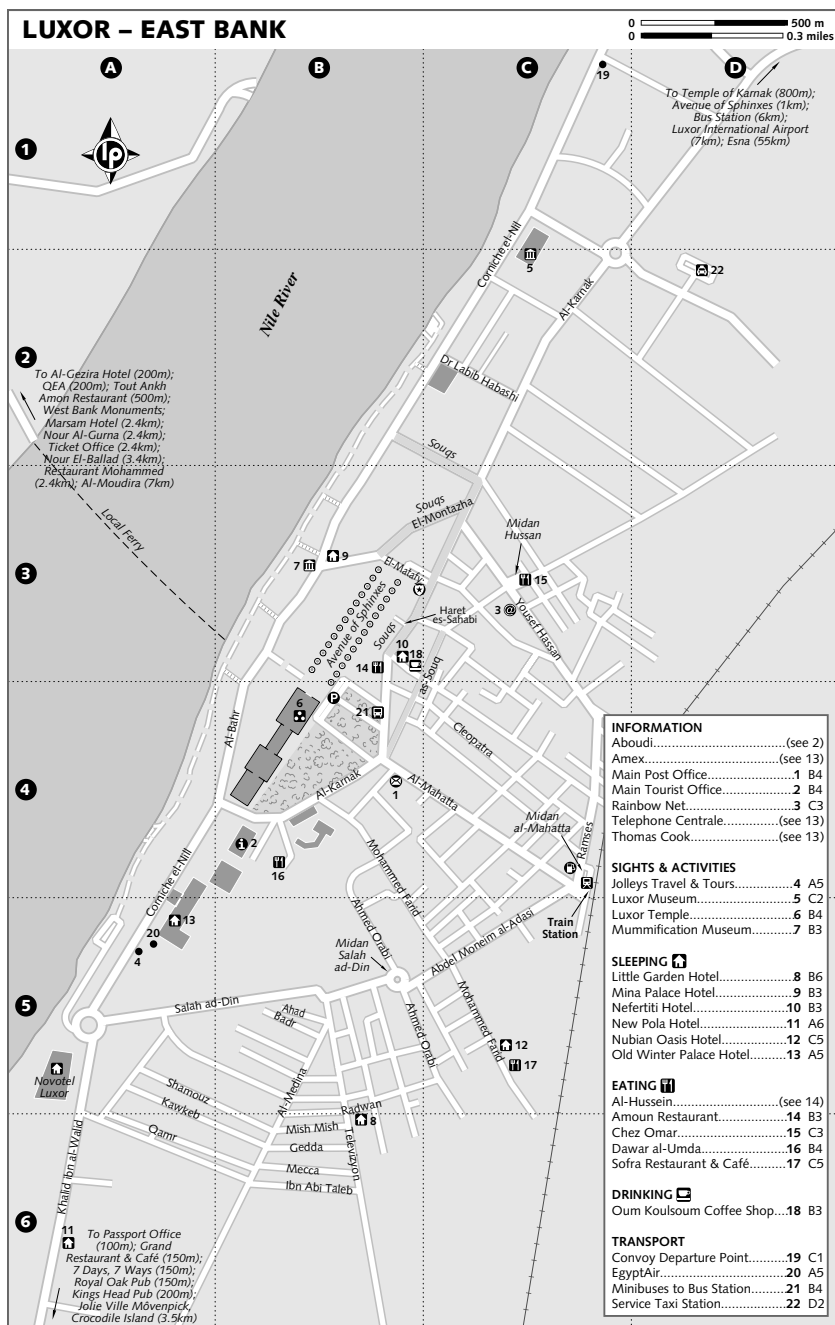 LUXOR – EAST BANK
0 500 m
0 0.3 miles
A B C D
19
To Temple of Karnak (800m);
Avenue of Sphinxes (1km);
Bus Station (6km);
Luxor International Airport
(7km); Esna (55km)
1
lp
Corniche el-Nil
5
22
Al-Karnak
Nile River
2
To Al-Gezira Hotel (200m);
QEA (200m); Tout Ankh
Amon Restaurant (500m);
West Bank Monuments;
Marsam Hotel (2.4km);
Nour Al-Gurna (2.4km);
Ticket Office (2.4km);
Nour El-Ballad (3.4km);
Restaurant Mohammed
(2.4km); Al-Moudira (7km)
Dr Labib Habashi
Souqs
Local Ferry
Souqs
El-Montazha
Midan
Hussan
3
7
9
El-Matafy
15
3 @
Yousef Hassan
Avenue of Sphinxes
Haret
es-Sahabi
Souqs
10
18
14
as-Souq
6
P
21
Al-Bahr
Cleopatra
4
Al-Karnak
1
Al-Mahatta
Midan
al-Mahatta
Ramses
i 2
16
Mohammed Farid
Corniche el-Nill
13
20
4
Ahmed Orabi
Train
Station
Midan
Salah
ad-Din
Abdel Moneim al-Adasi
5
Salah ad-Din
Ahad
Badr
Ahmed Orabi
Mohammed Farid
12
17
Novotel
Luxor
Shamouz
Kawkeb
Qamr
Al-Medina
Radwan
8
Mish Mish
Gedda
Televizyon
Mecca
Ibn Abi Taleb
Khalid ibn al-Walid
6
11
To Passport Office
(100m); Grand
Restaurant & Café (150m);
7 Days, 7 Ways (150m);
Royal Oak Pub (150m);
Kings Head Pub (200m);
Jolie Ville Mövenpick,
Crocodile Island (3.5km)
INFORMATION
Aboudi..............................(see 2)
Amex...............................(see 13)
Main Post Office................1 B4
Main Tourist Office............2 B4
Rainbow Net.....................3 C3
Telephone Centrale...........(see 13)
Thomas Cook...................(see 13)
SIGHTS & ACTIVITIES
Jolleys Travel & Tours........4 A5
Luxor Museum..................5 C2
Luxor Temple....................6 B4
Mummification Museum....7 B3
SLEEPING
Little Garden Hotel............8 B6
Mina Palace Hotel.............9 B3
Nefertiti Hotel..................10 B3
New Pola Hotel................11 A6
Nubian Oasis Hotel...........12 C5
Old Winter Palace Hotel....13 A5
EATING
Al-Hussein........................(see 14)
Amoun Restaurant............14 B3
Chez Omar.......................15 C3
Dawar al-Umda................16 B4
Sofra Restaurant & Café....17 C5
DRINKING
Oum Koulsoum Coffee Shop...18 B3
TRANSPORT
Convoy Departure Point....19 C1
EgyptAir..........................20 A5
Minibuses to Bus Station...21 B4
Service Taxi Station..........22 D2